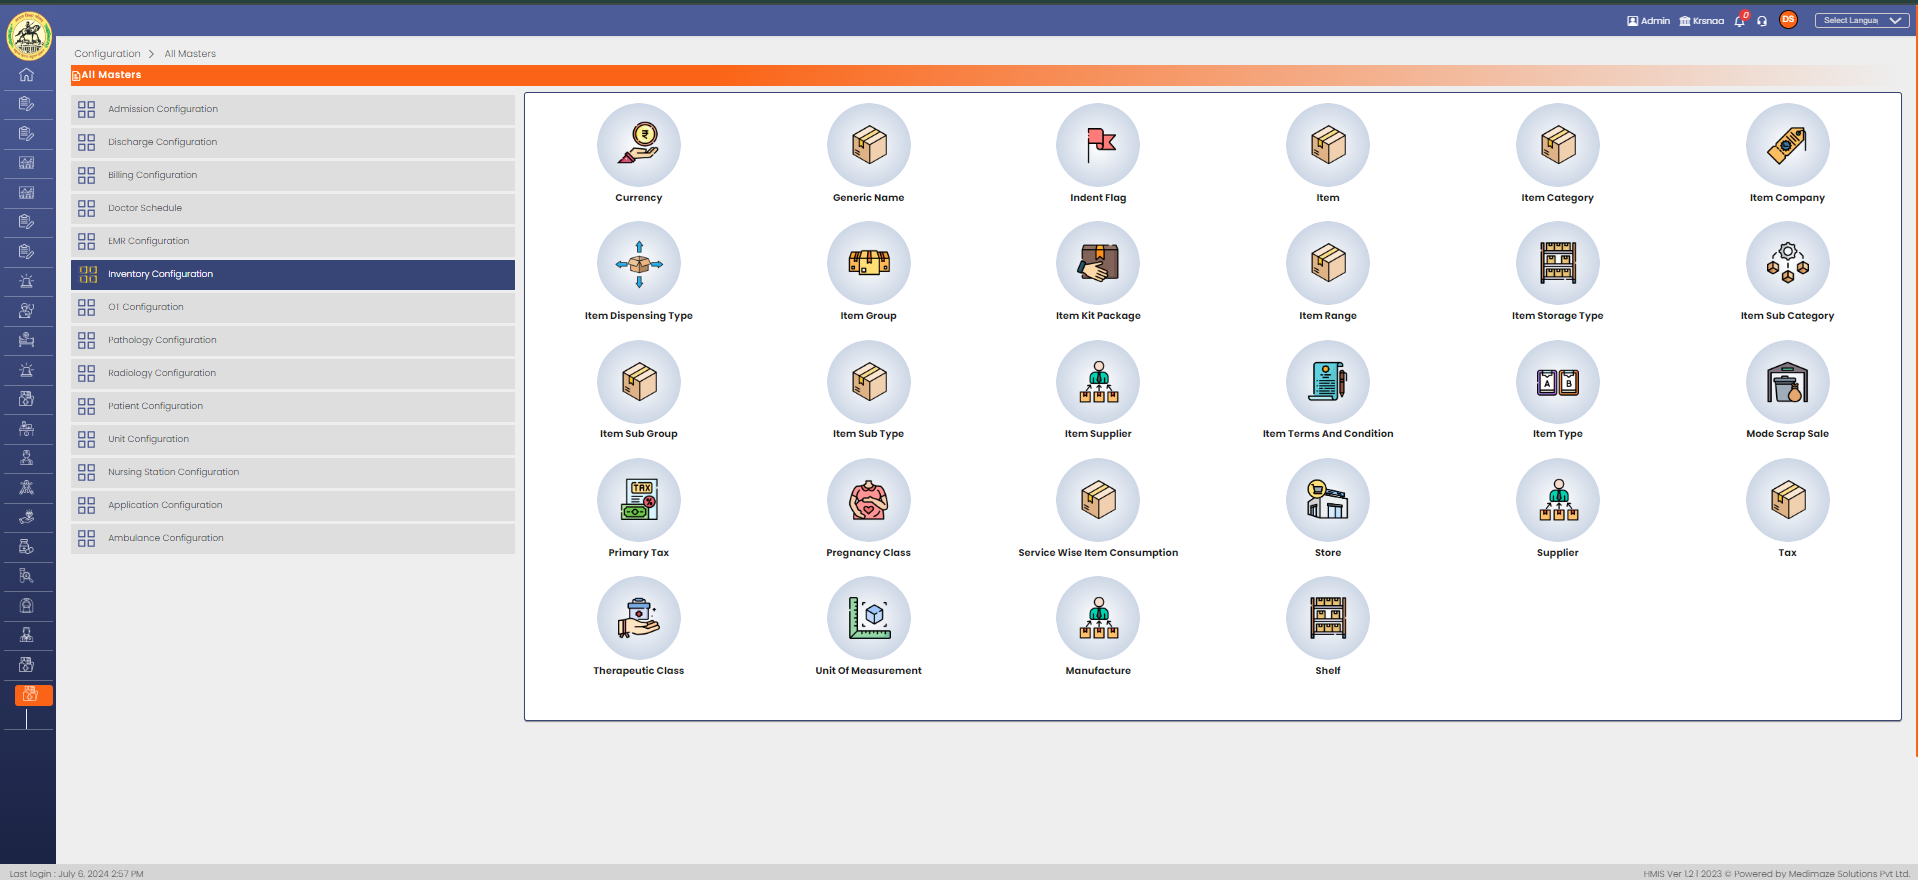 Admin
Krsnaa
0
DS
Select Langua
Configuration > All Masters
All Masters
Admission Configuration
Discharge Configuration
Billing Configuration
Doctor Schedule
EMR Configuration
Inventory Configuration
OT Configuration
Pathology Configuration
Radiology Configuration
Patient Configuration
Unit Configuration
Nursing Station Configuration
Application Configuration
Ambulance Configuration
Currency
Generic Name
Indent Flag
Item
Item Category
Item Company
Item Dispensing Type
Item Group
Item Kit Package
Item Range
Item Storage Type
Item Sub Category
Item Sub Group
Item Sub Type
Item Supplier
Item Terms And Condition
A B
Item Type
Mode Scrap Sale
TAX
Primary Tax
Pregnancy Class
Service Wise Item Consumption
Store
Supplier
Tax
Therapeutic Class
Unit Of Measurement
Manufacture
Shelf
Last login : July 6, 2024 2:57 PM
HMIS Ver 1.2 | 2023 © Powered by Medimaze Solutions Pvt Ltd.